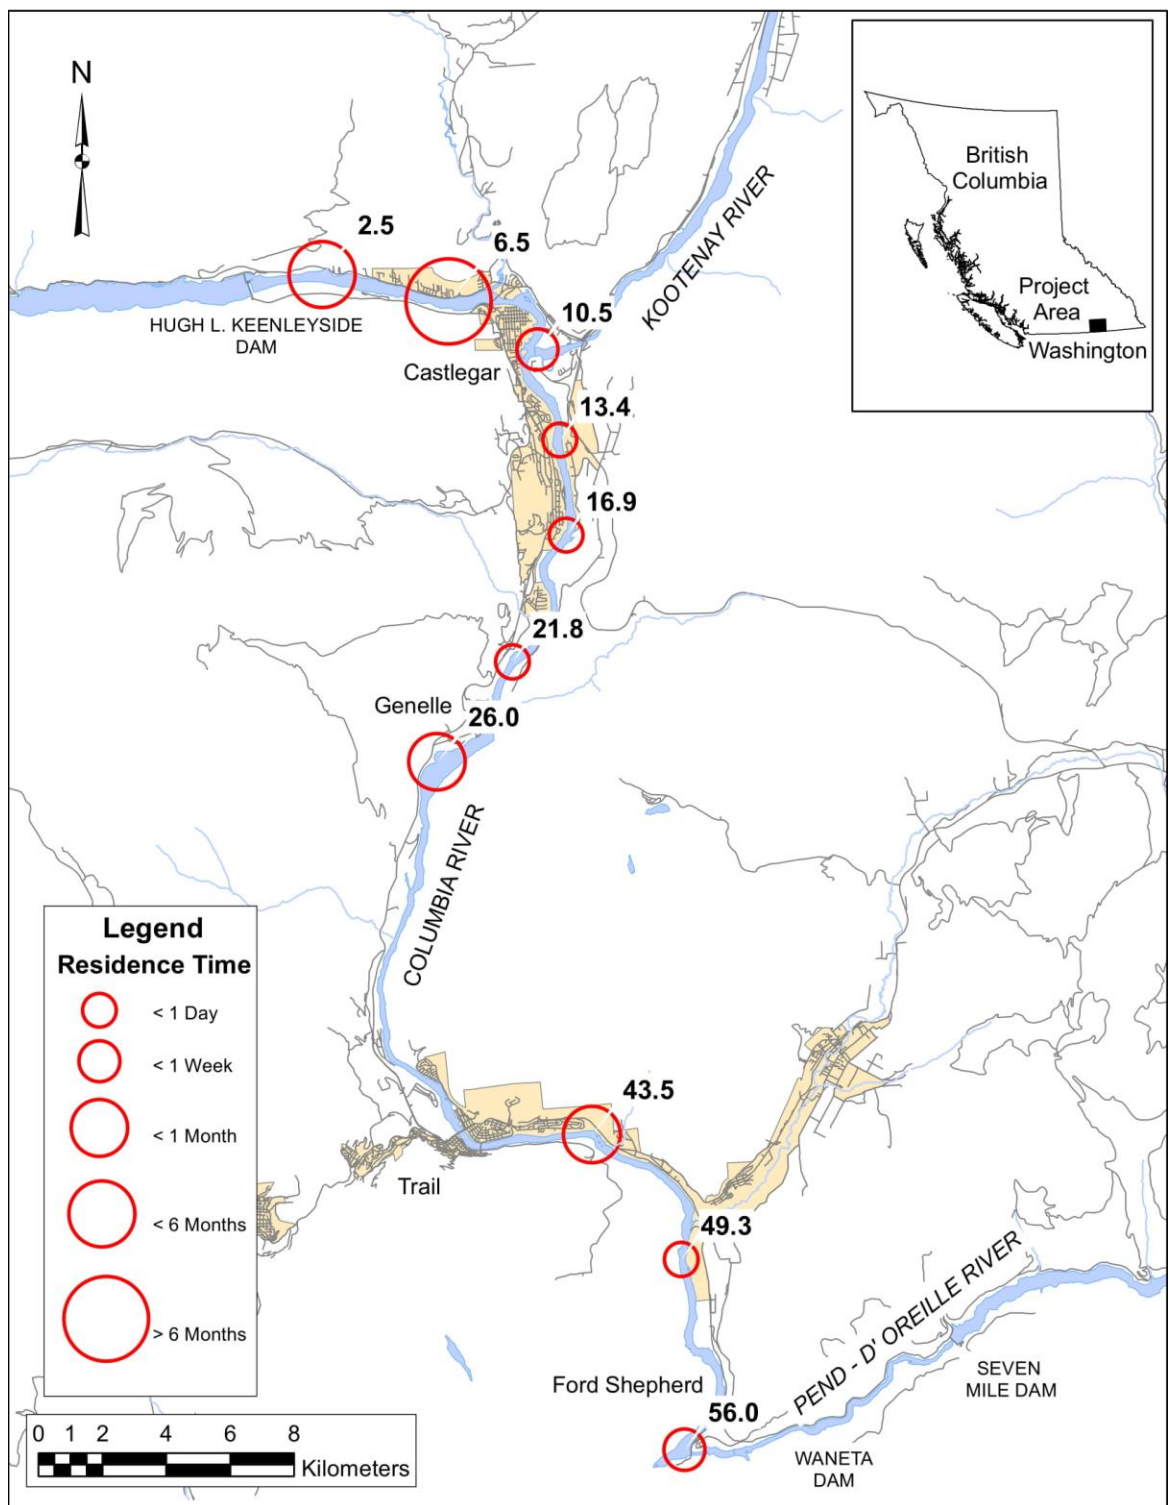 N
2.5
6.5
British
Columbia
KOOTENAY RIVER
10.5
Project
Area
HUGH L. KEENLEYSIDE
DAM
Washington
Castlegar
13.4
16.9
21.8
Genelle
26.0
COLUMBIA RIVER
Legend
Residence Time
< 1 Day
< 1 Week
< 1 Month
< 6 Months
> 6 Months
43.5
Trail
49.3
PEND - D' OREILLE RIVER
SEVEN
MILE DAM
Ford Shepherd
56.0
WANETA
DAM
0 1 2 4 6 8
Kilometers